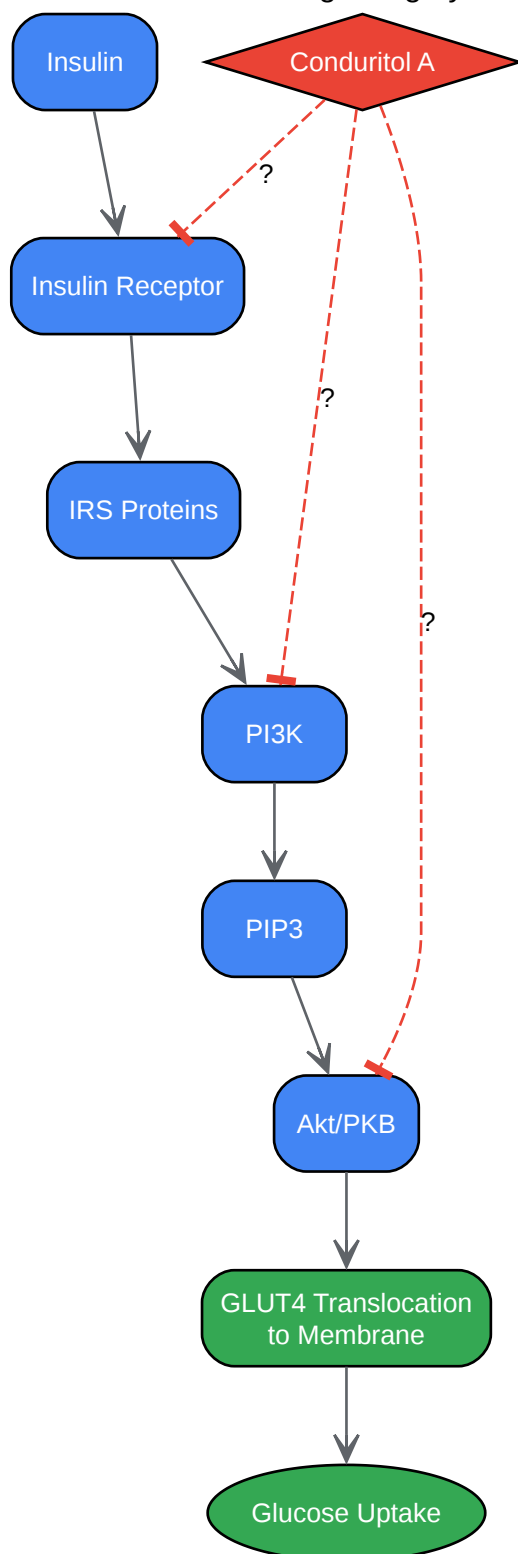 Insulin
Conduritol A
?
Insulin Receptor
?
IRS Proteins
?
PI3K
PIP3
Akt/PKB
GLUT4 Translocation
to Membrane
Glucose Uptake